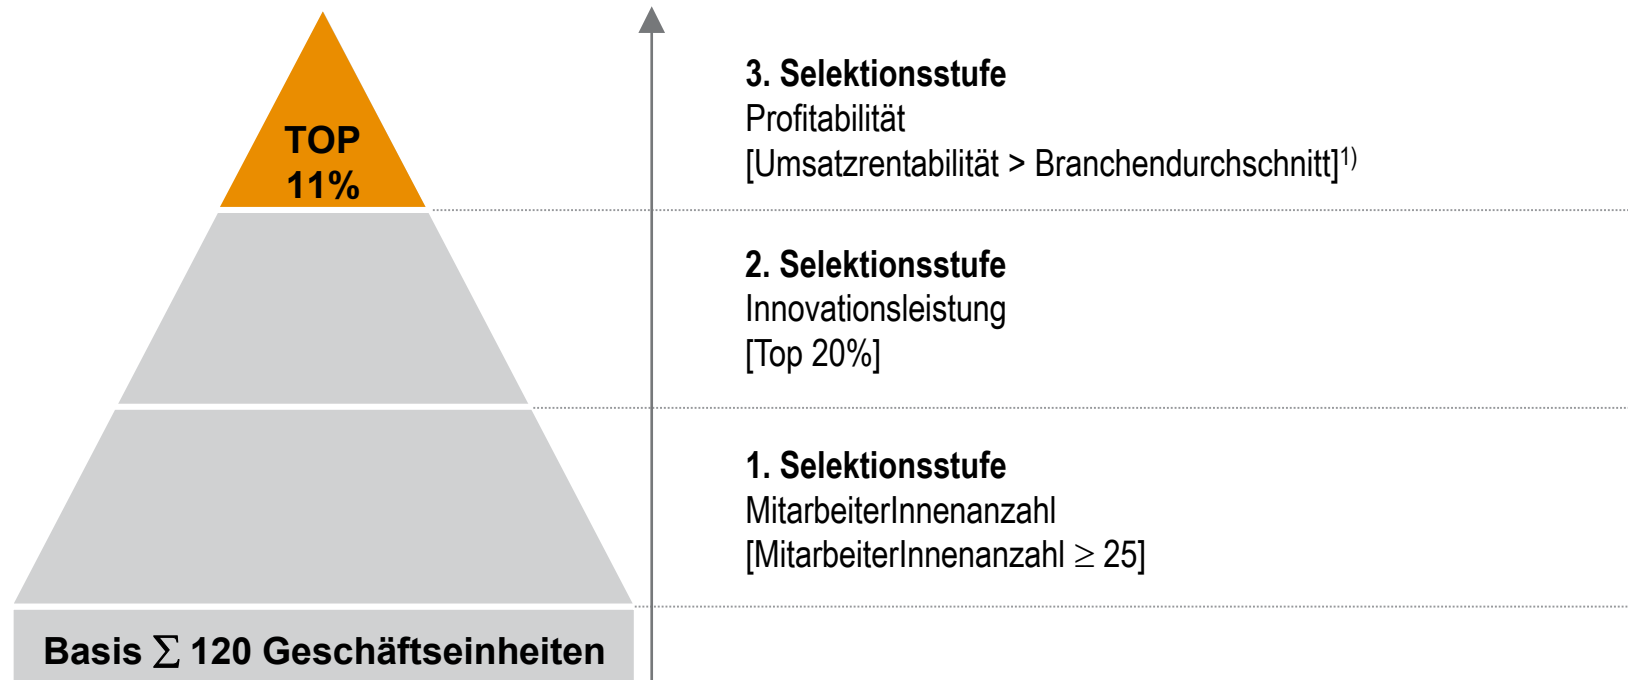 TOP
11%
3. Selektionsstufe
Profitabilität
[Umsatzrentabilität > Branchendurchschnitt]1)
2. Selektionsstufe
Innovationsleistung
[Top 20%]
1. Selektionsstufe
MitarbeiterInnenanzahl
[MitarbeiterInnenanzahl ≥ 25]
Basis ∑ 120 Geschäftseinheiten